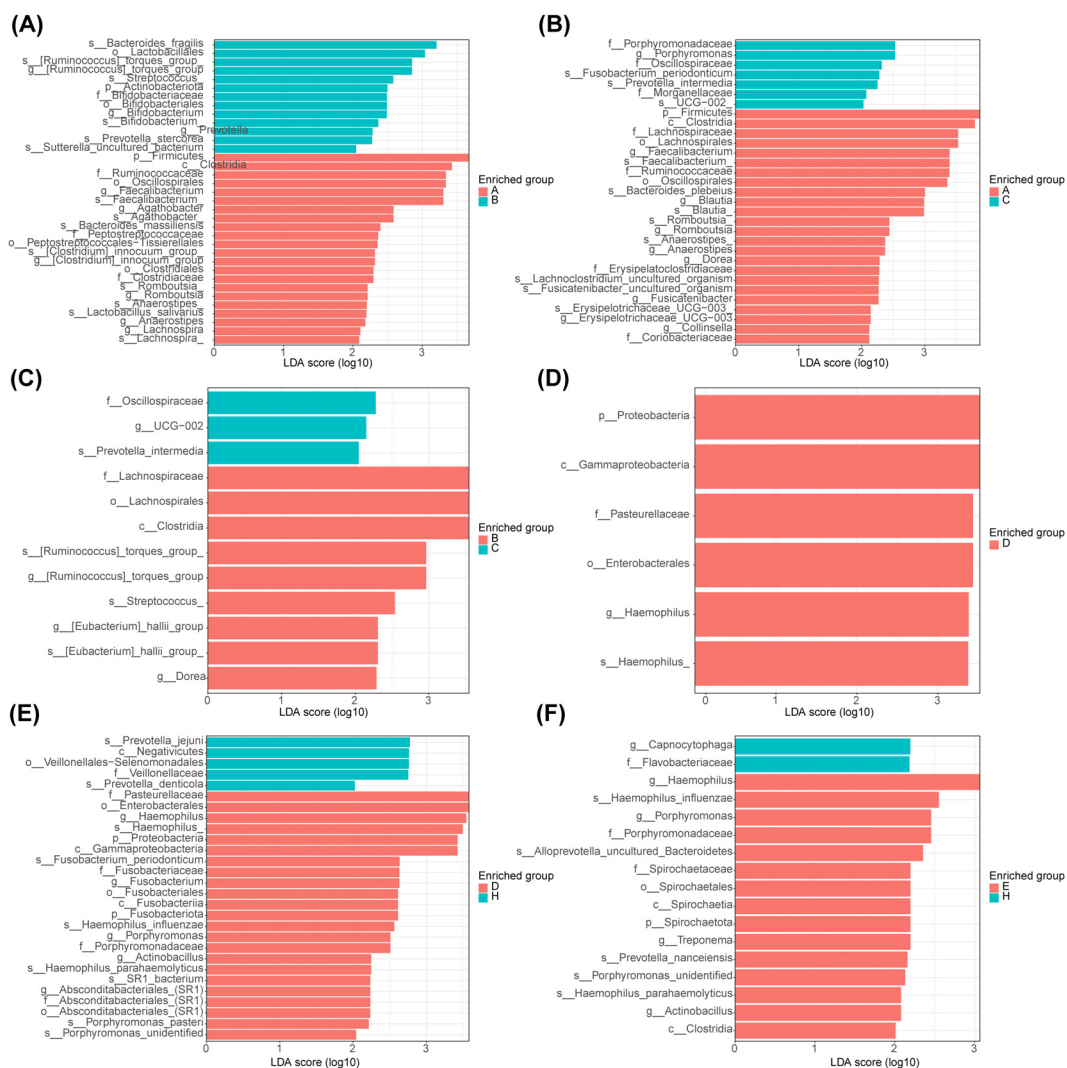 (A)
s__Bacteroides_fragilis
o__Lactobacillales
s__[Ruminococcus]_torques_group_
g__[Ruminococcus]_torques_group
s__Streptococcus_
p__Actinobacteriota
f__Bifidobacteriaceae
o__Bifidobacteriales
g__Bifidobacterium
s__Bifidobacterium_
g__Prevotella
s__Prevotella_stercorea
s__Sutterella_uncultured_bacterium
p__Firmicutes
c__Clostridia
f__Ruminococcaceae
o__Oscillospirales
g__Faecalibacterium
s__Faecalibacterium_
g__Agathobacter
s__Agathobacter_
s__Bacteroides_massiliensis
f__Peptostreptococcaceae
o__Peptostreptococcales−Tissierellales
s__[Clostridium]_innocuum_group_
g__[Clostridium]_innocuum_group
o__Clostridiales
f__Clostridiaceae
s__Romboutsia_
g__Romboutsia
s__Anaerostipes_
s__Lactobacillus_salivarius
g__Anaerostipes
g__Lachnospira
s__Lachnospira_
0 1 2 3
LDA score (log10)
Enriched group
A
B
(B)
f__Porphyromonadaceae
g__Porphyromonas
f__Oscillospiraceae
s__Fusobacterium_periodonticum
s__Prevotella_intermedia
f__Morganellaceae
s__UCG−002_
p__Firmicutes
c__Clostridia
f__Lachnospiraceae
o__Lachnospirales
g__Faecalibacterium
s__Faecalibacterium_
f__Ruminococcaceae
o__Oscillospirales
s__Bacteroides_plebeius
g__Blautia
s__Blautia_
s__Romboutsia_
g__Romboutsia
s__Anaerostipes_
g__Anaerostipes
g__Dorea
f__Erysipelatoclostridiaceae
s__Lachnoclostridium_uncultured_organism
s__Fusicatenibacter_uncultured_organism
g__Fusicatenibacter
s__Erysipelotrichaceae_UCG−003_
g__Erysipelotrichaceae_UCG−003
g__Collinsella
f__Coriobacteriaceae
0 1 2 3
LDA score (log10)
Enriched group
A
C
(C)
f__Oscillospiraceae
g__UCG−002
s__Prevotella_intermedia
f__Lachnospiraceae
o__Lachnospirales
c__Clostridia
s__[Ruminococcus]_torques_group_
g__[Ruminococcus]_torques_group
s__Streptococcus_
g__[Eubacterium]_hallii_group
s__[Eubacterium]_hallii_group_
g__Dorea
0 1 2 3
LDA score (log10)
Enriched group
B
C
(D)
p__Proteobacteria
c__Gammaproteobacteria
f__Pasteurellaceae
o__Enterobacterales
g__Haemophilus
s__Haemophilus_
0 1 2 3
LDA score (log10)
Enriched group
D
(E)
s__Prevotella_jejuni
c__Negativicutes
o__Veillonellales−Selenomonadales
f__Veillonellaceae
s__Prevotella_denticola
f__Pasteurellaceae
o__Enterobacterales
g__Haemophilus
s__Haemophilus_
p__Proteobacteria
c__Gammaproteobacteria
s__Fusobacterium_periodonticum
f__Fusobacteriaceae
g__Fusobacterium
o__Fusobacteriales
c__Fusobacteriia
p__Fusobacteriota
s__Haemophilus_influenzae
g__Porphyromonas
f__Porphyromonadaceae
g__Actinobacillus
s__Haemophilus_parahaemolyticus
s__SR1_bacterium
g__Absconditabacteriales_(SR1)
f__Absconditabacteriales_(SR1)
o__Absconditabacteriales_(SR1)
s__Porphyromonas_pasteri
s__Porphyromonas_unidentified
0 1 2 3
LDA score (log10)
Enriched group
D
H
(F)
g__Capnocytophaga
f__Flavobacteriaceae
g__Haemophilus
s__Haemophilus_influenzae
g__Porphyromonas
f__Porphyromonadaceae
s__Alloprevotella_uncultured_Bacteroidetes
f__Spirochaetaceae
o__Spirochaetales
c__Spirochaetia
p__Spirochaetota
g__Treponema
s__Prevotella_nanceiensis
s__Porphyromonas_unidentified
s__Haemophilus_parahaemolyticus
g__Actinobacillus
c__Clostridia
0 1 2 3
LDA score (log10)
Enriched group
E
H